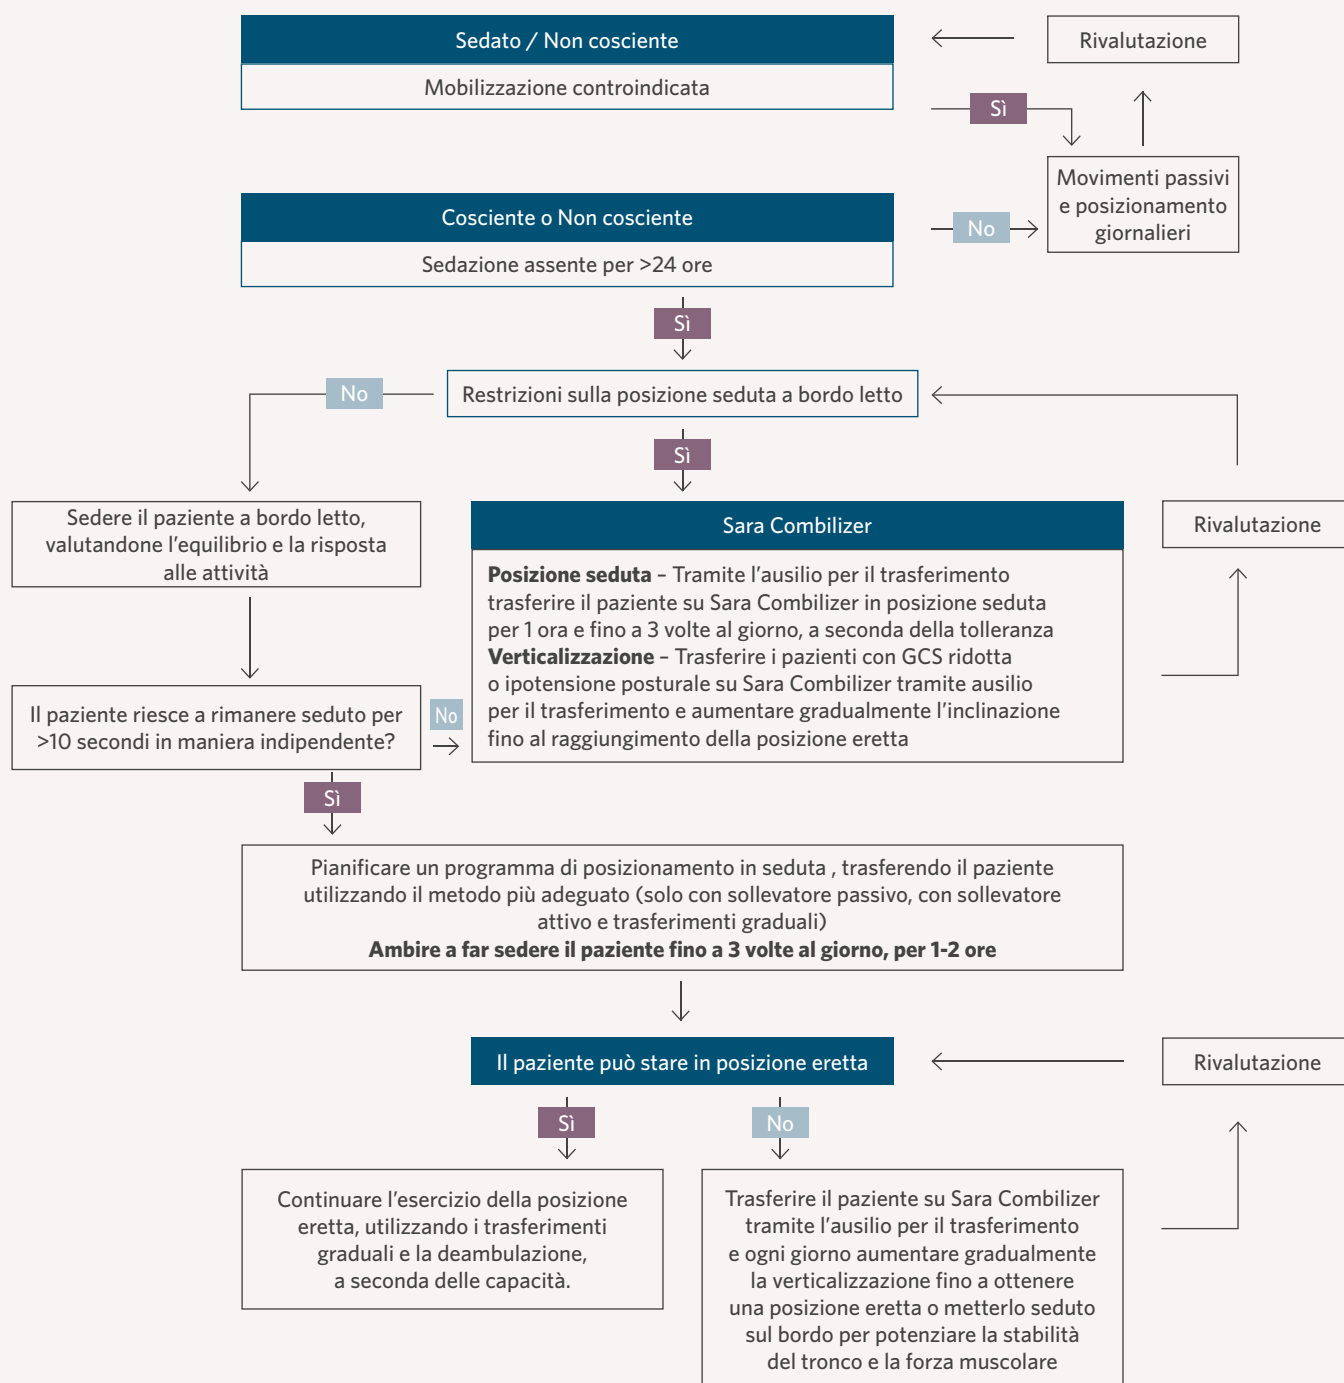 Sedato / Non cosciente
Rivalutazione
Mobilizzazione controindicata
Sì
Movimenti passivi
e posizionamento
giornalieri
Cosciente o Non cosciente
No
Sedazione assente per >24 ore
Sì
No
Restrizioni sulla posizione seduta a bordo letto
Sì
Sedere il paziente a bordo letto,
valutandone l'equilibrio e la risposta
alle attività
Sara Combilizer
Rivalutazione
Posizione seduta – Tramite l'ausilio per il trasferimento
trasferire il paziente su Sara Combilizer in posizione seduta
per 1 ora e fino a 3 volte al giorno, a seconda della tolleranza
Verticalizzazione – Trasferire i pazienti con GCS ridotta
o ipotensione posturale su Sara Combilizer tramite ausilio
per il trasferimento e aumentare gradualmente l'inclinazione
fino al raggiungimento della posizione eretta
Il paziente riesce a rimanere seduto per
>10 secondi in maniera indipendente?
No
Sì
Pianificare un programma di posizionamento in seduta , trasferendo il paziente
utilizzando il metodo più adeguato (solo con sollevatore passivo, con sollevatore
attivo e trasferimenti graduali)
Ambire a far sedere il paziente fino a 3 volte al giorno, per 1-2 ore
Il paziente può stare in posizione eretta
Rivalutazione
Sì
No
Continuare l'esercizio della posizione
eretta, utilizzando i trasferimenti
graduali e la deambulazione,
a seconda delle capacità.
Trasferire il paziente su Sara Combilizer
tramite l'ausilio per il trasferimento
e ogni giorno aumentare gradualmente
la verticalizzazione fino a ottenere
una posizione eretta o metterlo seduto
sul bordo per potenziare la stabilità
del tronco e la forza muscolare